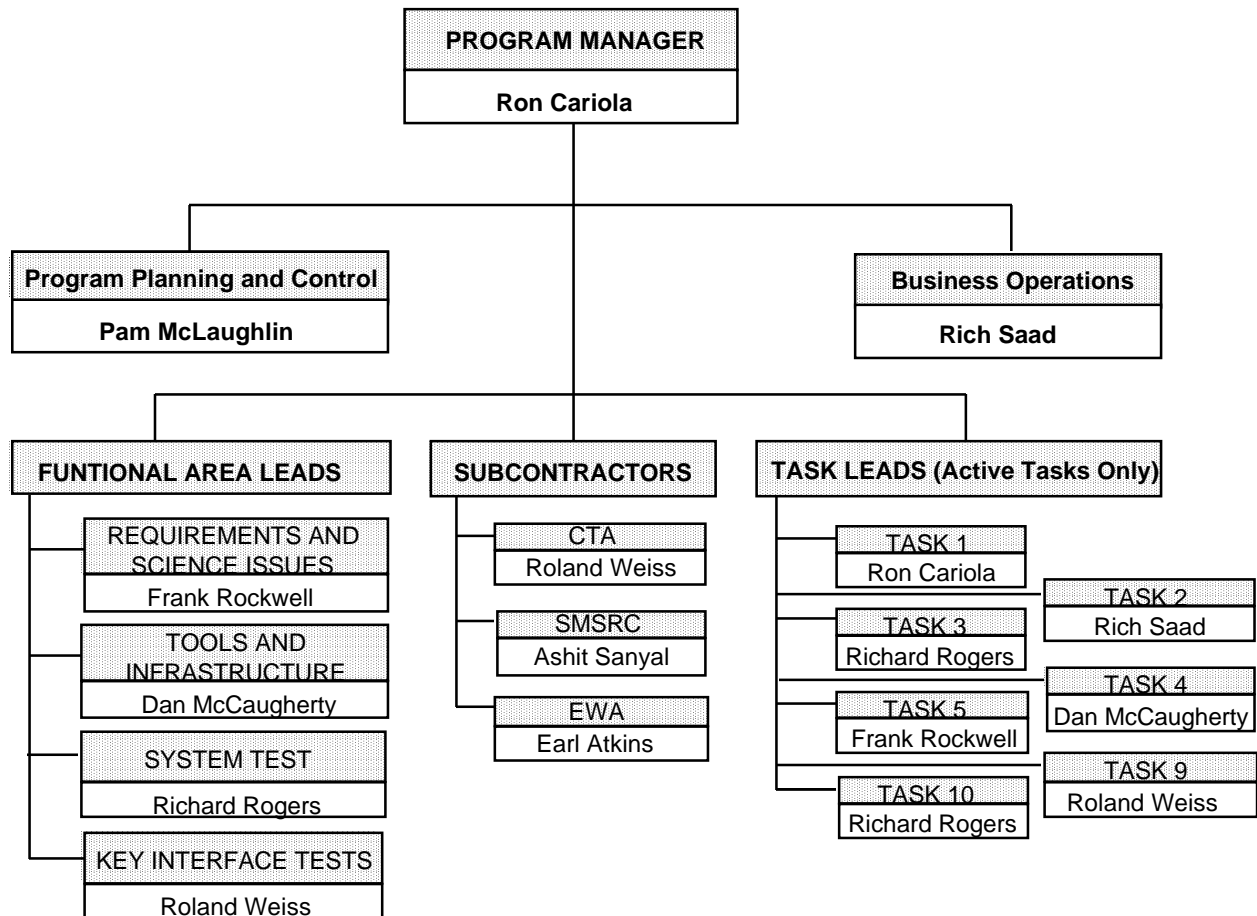 PROGRAM MANAGER
Ron Cariola
Program Planning and Control
Pam McLaughlin
Business Operations
Rich Saad
FUNTIONAL AREA LEADS
REQUIREMENTS AND
SCIENCE ISSUES
Frank Rockwell
TOOLS AND
INFRASTRUCTURE
Dan McCaugherty
SYSTEM TEST
Richard Rogers
KEY INTERFACE TESTS
Roland Weiss
SUBCONTRACTORS
CTA
Roland Weiss
SMSRC
Ashit Sanyal
EWA
Earl Atkins
TASK LEADS (Active Tasks Only)
TASK 1
Ron Cariola
TASK 2
Rich Saad
TASK 3
Richard Rogers
TASK 4
Dan McCaugherty
TASK 5
Frank Rockwell
TASK 9
Roland Weiss
TASK 10
Richard Rogers